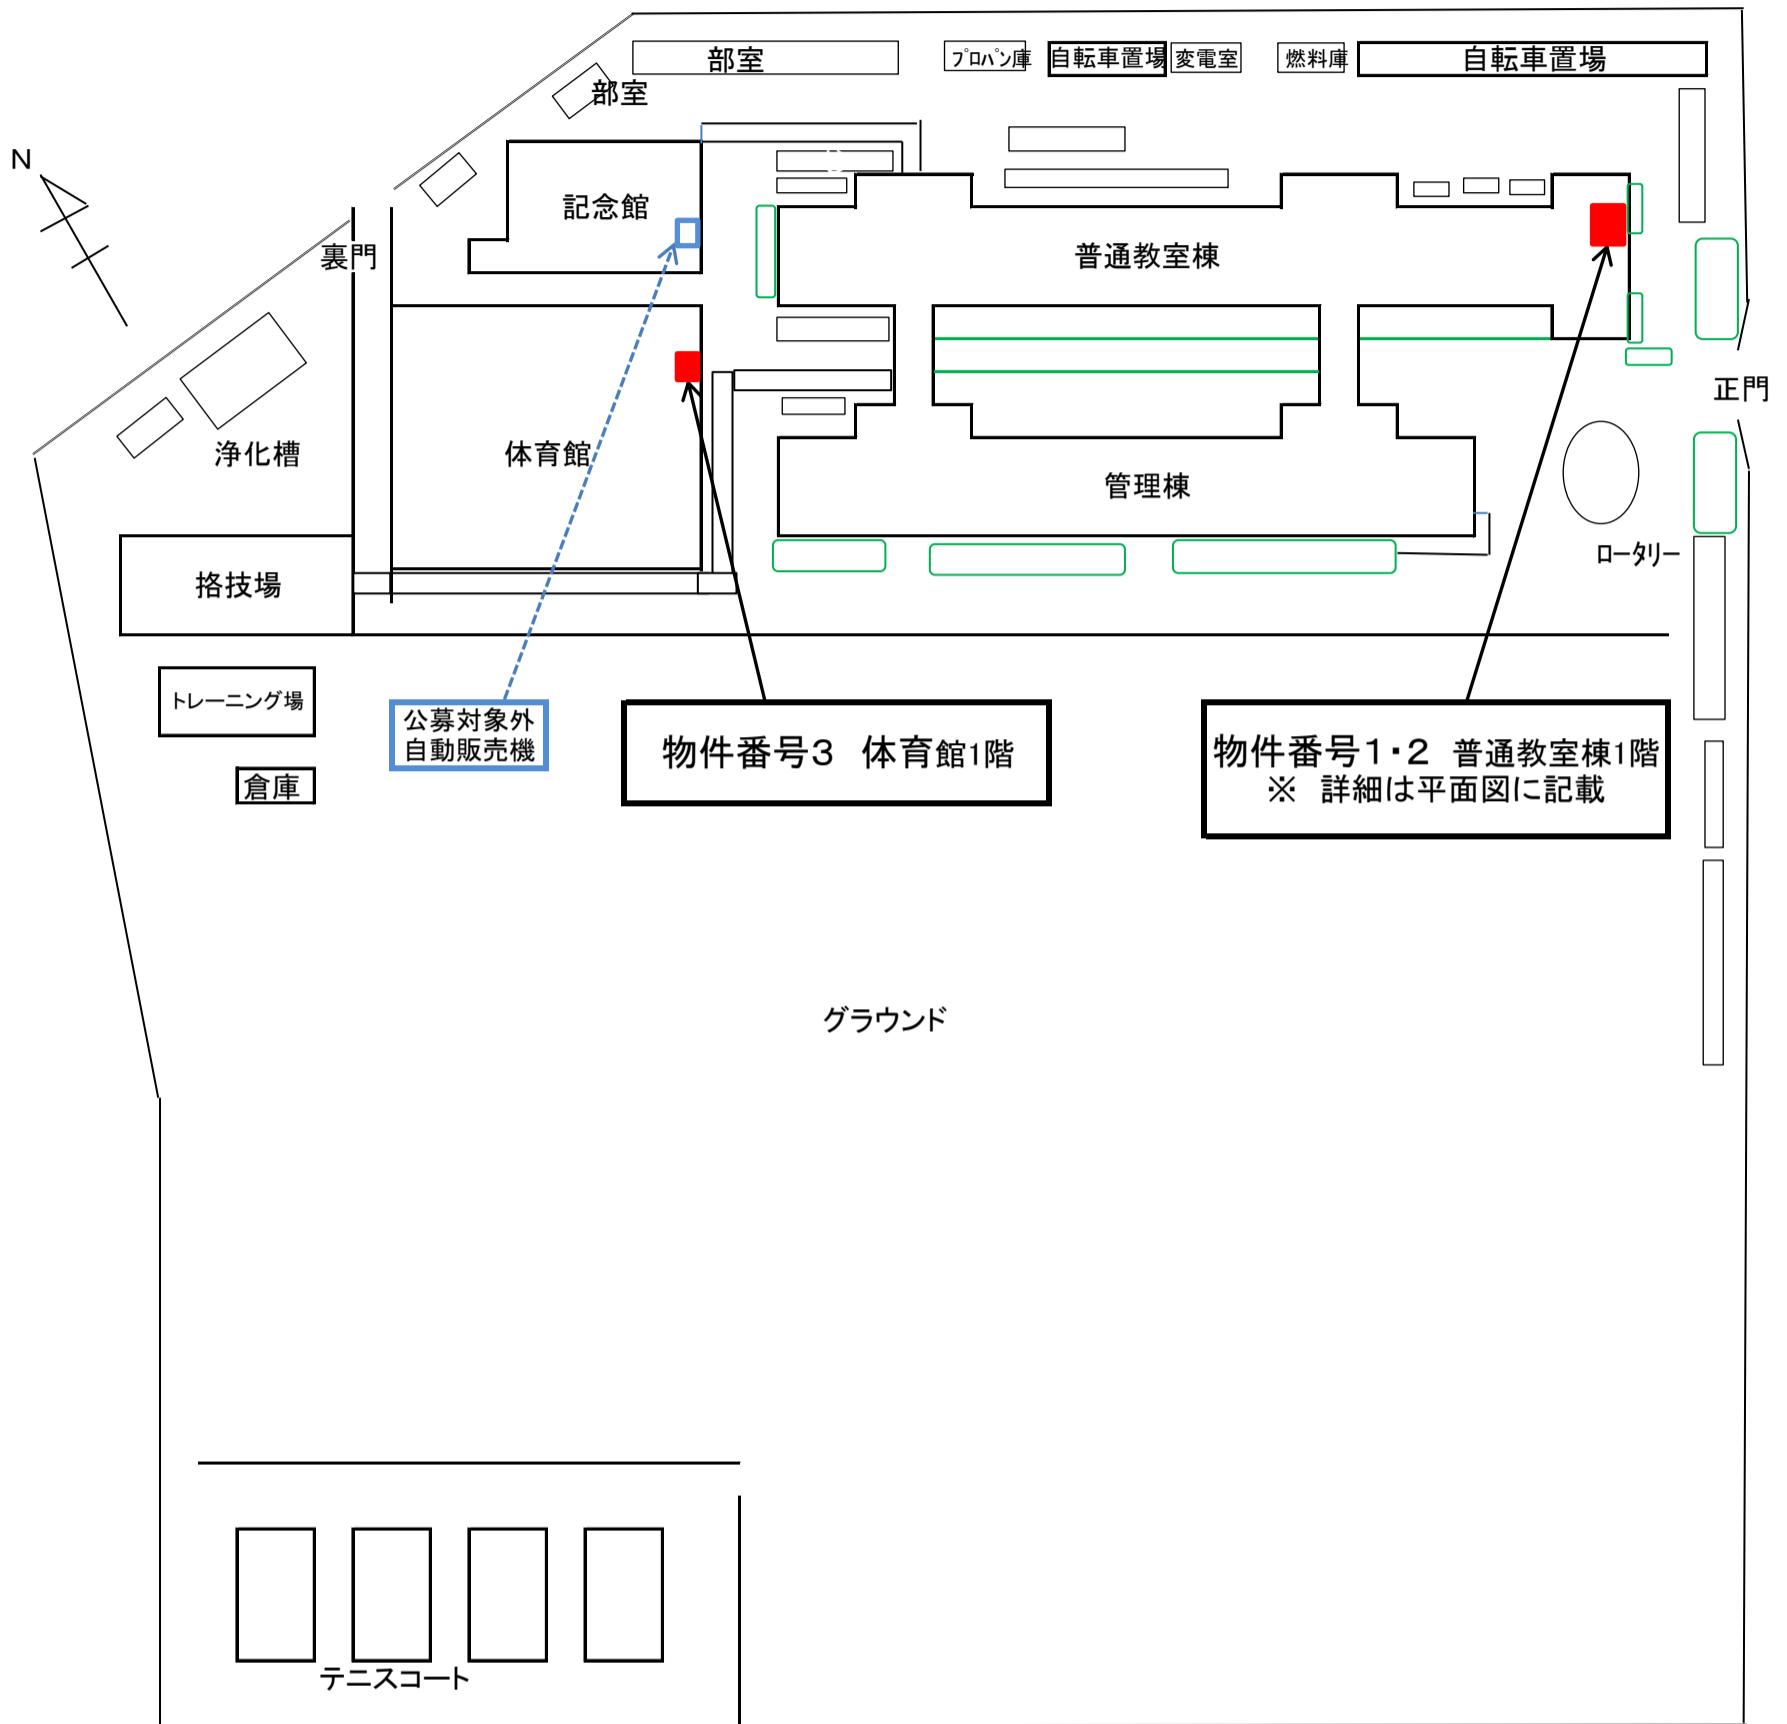 部室
ﾌﾟﾛﾊﾟﾝ庫
自転車置場
変電室
燃料庫
自転車置場
部室
N
記念館
裏門
普通教室棟
正門
浄化槽
体育館
管理棟
ロータリー
挌技場
トレーニング場
公募対象外
自動販売機
物件番号3 体育館1階
物件番号1・2 普通教室棟1階
※ 詳細は平面図に記載
倉庫
グラウンド
テニスコート